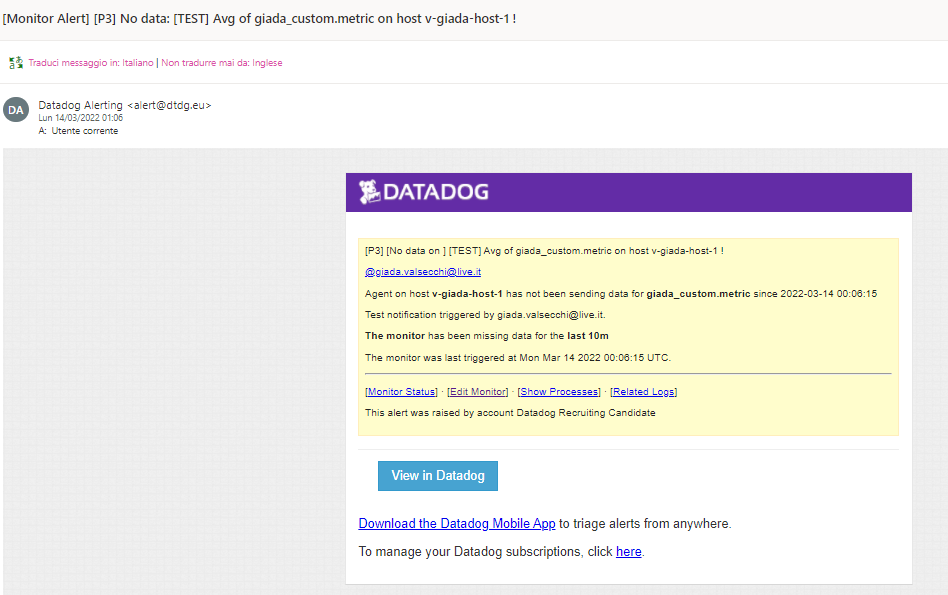 [Monitor Alert] [P3] No data: [TEST] Avg of giada_custom.metric on host v-giada-host-1 !
Traduci messaggio in: Italiano | Non tradurre mai da: Inglese
DA
Datadog Alerting <alert@dtdg.eu>
Lun 14/03/2022 01:06
A: Utente corrente
DATADOG
[P3] [No data on ] [TEST] Avg of giada_custom.metric on host v-giada-host-1 !
@giada.valsecchi@live.it
Agent on host v-giada-host-1 has not been sending data for giada_custom.metric since 2022-03-14 00:06:15
Test notification triggered by giada.valsecchi@live.it.
The monitor has been missing data for the last 10m
The monitor was last triggered at Mon Mar 14 2022 00:06:15 UTC.
[Monitor Status] · [Edit Monitor] · [Show Processes] · [Related Logs]
This alert was raised by account Datadog Recruiting Candidate
View in Datadog
Download the Datadog Mobile App to triage alerts from anywhere.
To manage your Datadog subscriptions, click here.